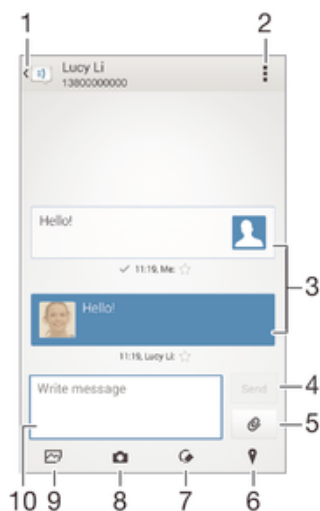 1
2
Lucy Li
13800000000
Hello!
11:19, Me:
3
Hello!
11:19, Lucy Li:
Write message
Send
4
5
10
9
8
7
6